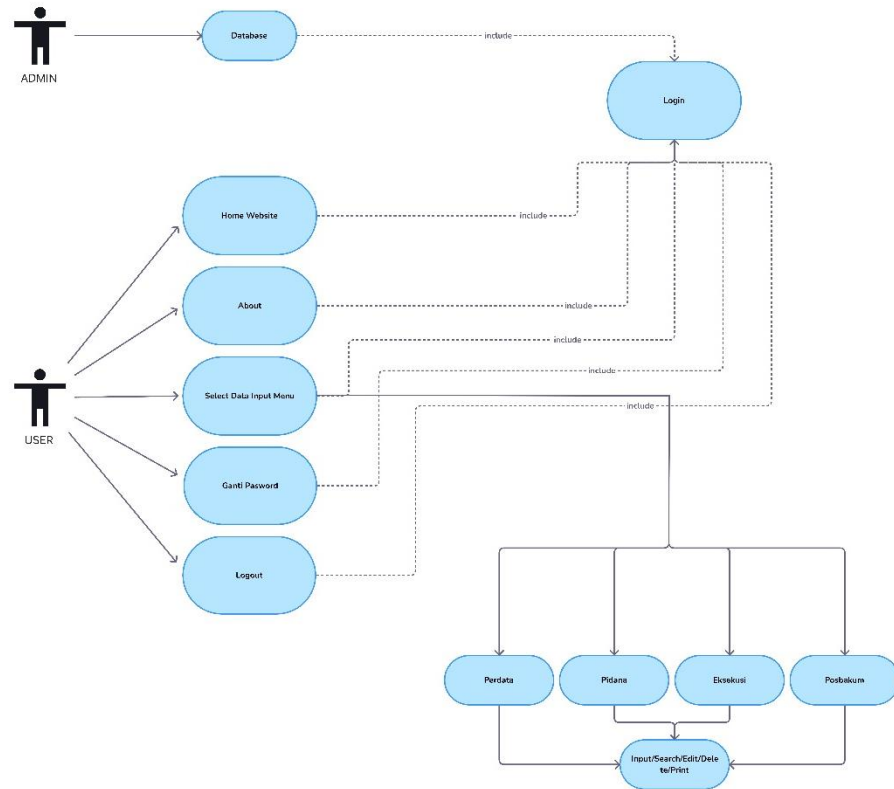 Database
include
ADMIN
Login
Home Website
include
About
include
include
Select Data Input Menu
include
include
USER
Ganti Pasword
Logout
Perdata
Pidana
Eksekusi
Posbakum
Input/Search/Edit/Dele
te/Print